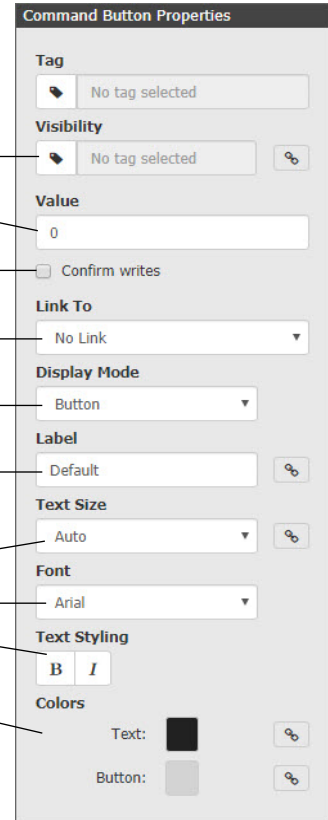 Command Button Properties
Tag
No tag selected
Visibility
No tag selected
Value
0
Confirm writes
Link To
No Link
Display Mode
Button
Label
Default
Text Size
Auto
Font
Arial
Text Styling
B I
Colors
Text:
Button: